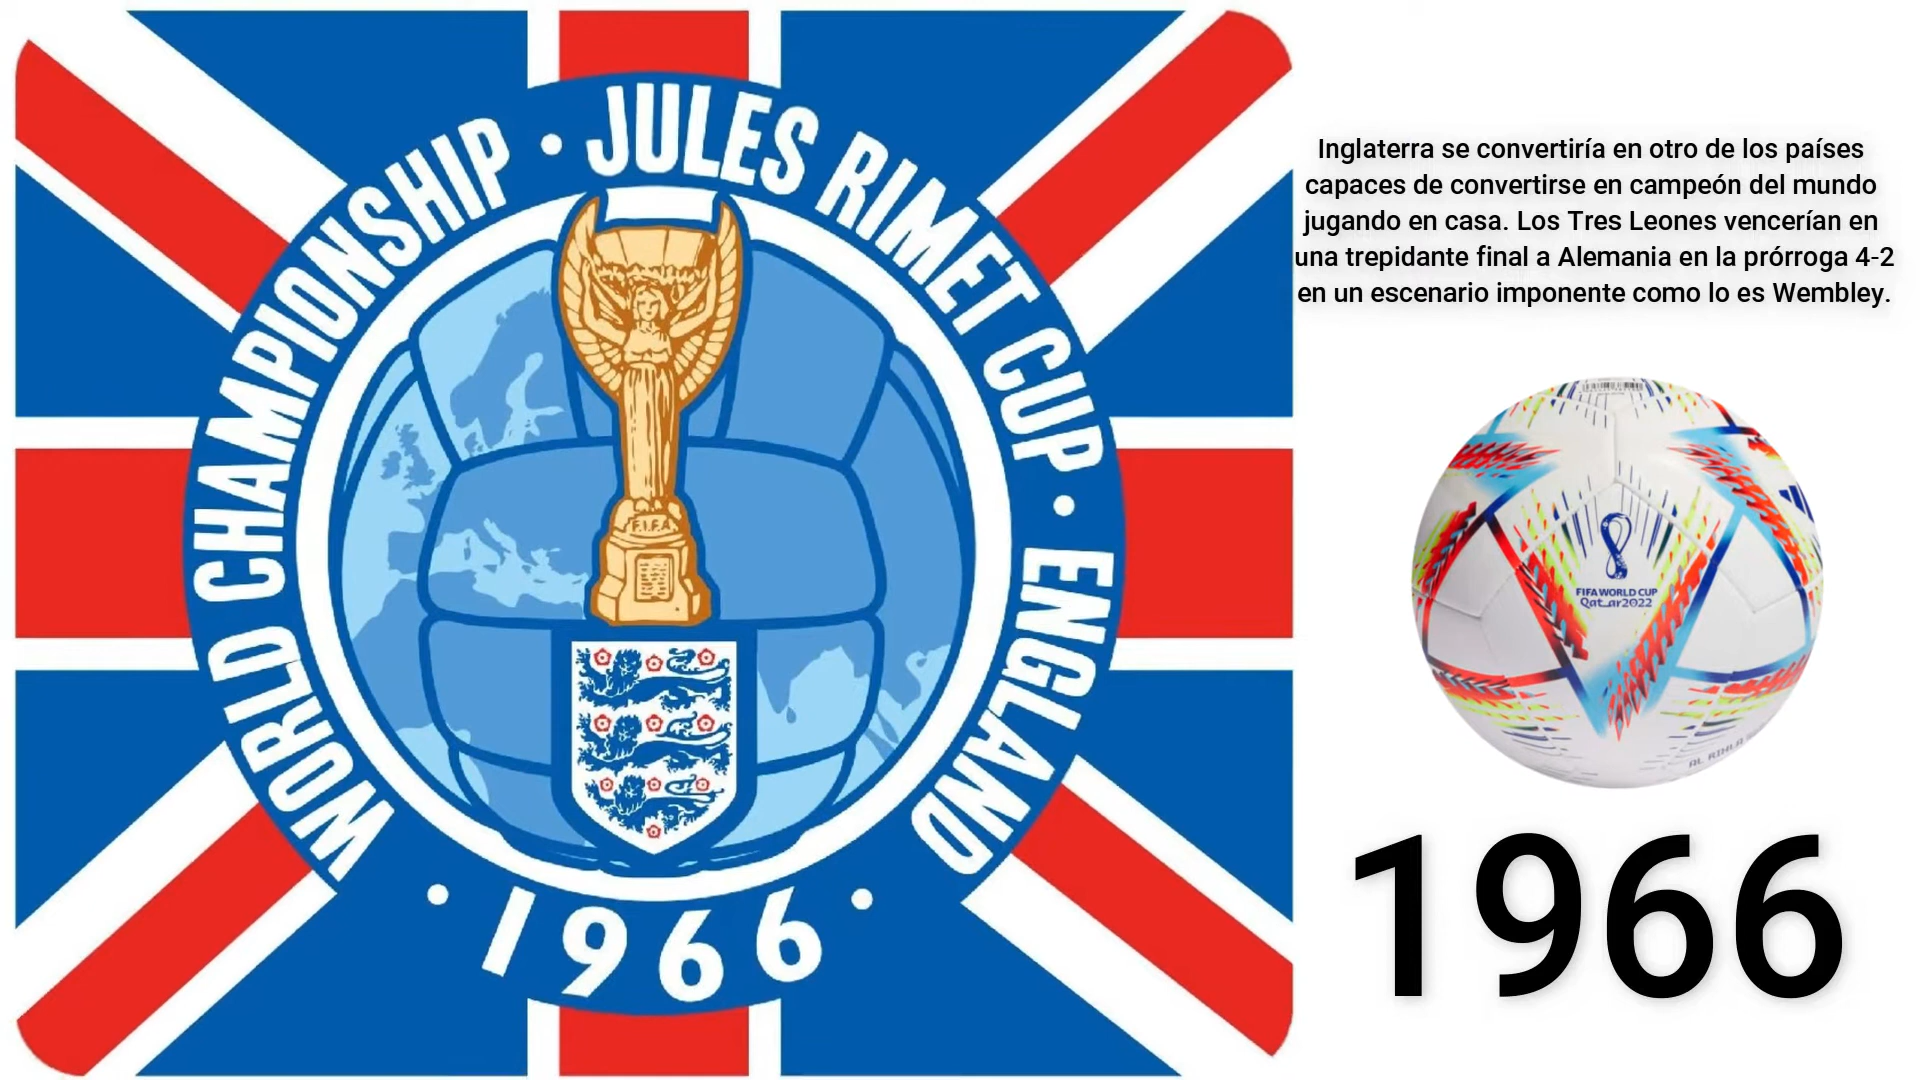 WORLD CHAMPIONSHIP • JULES RIMET CUP • ENGLAND
• 1966 •
F.I.F.A
Inglaterra se convertiría en otro de los países
capaces de convertirse en campeón del mundo
jugando en casa. Los Tres Leones vencerían en
una trepidante final a Alemania en la prórroga 4-2
en un escenario imponente como lo es Wembley.
FIFA WORLD CUP
Qatar2022
AL RIHLA
1966